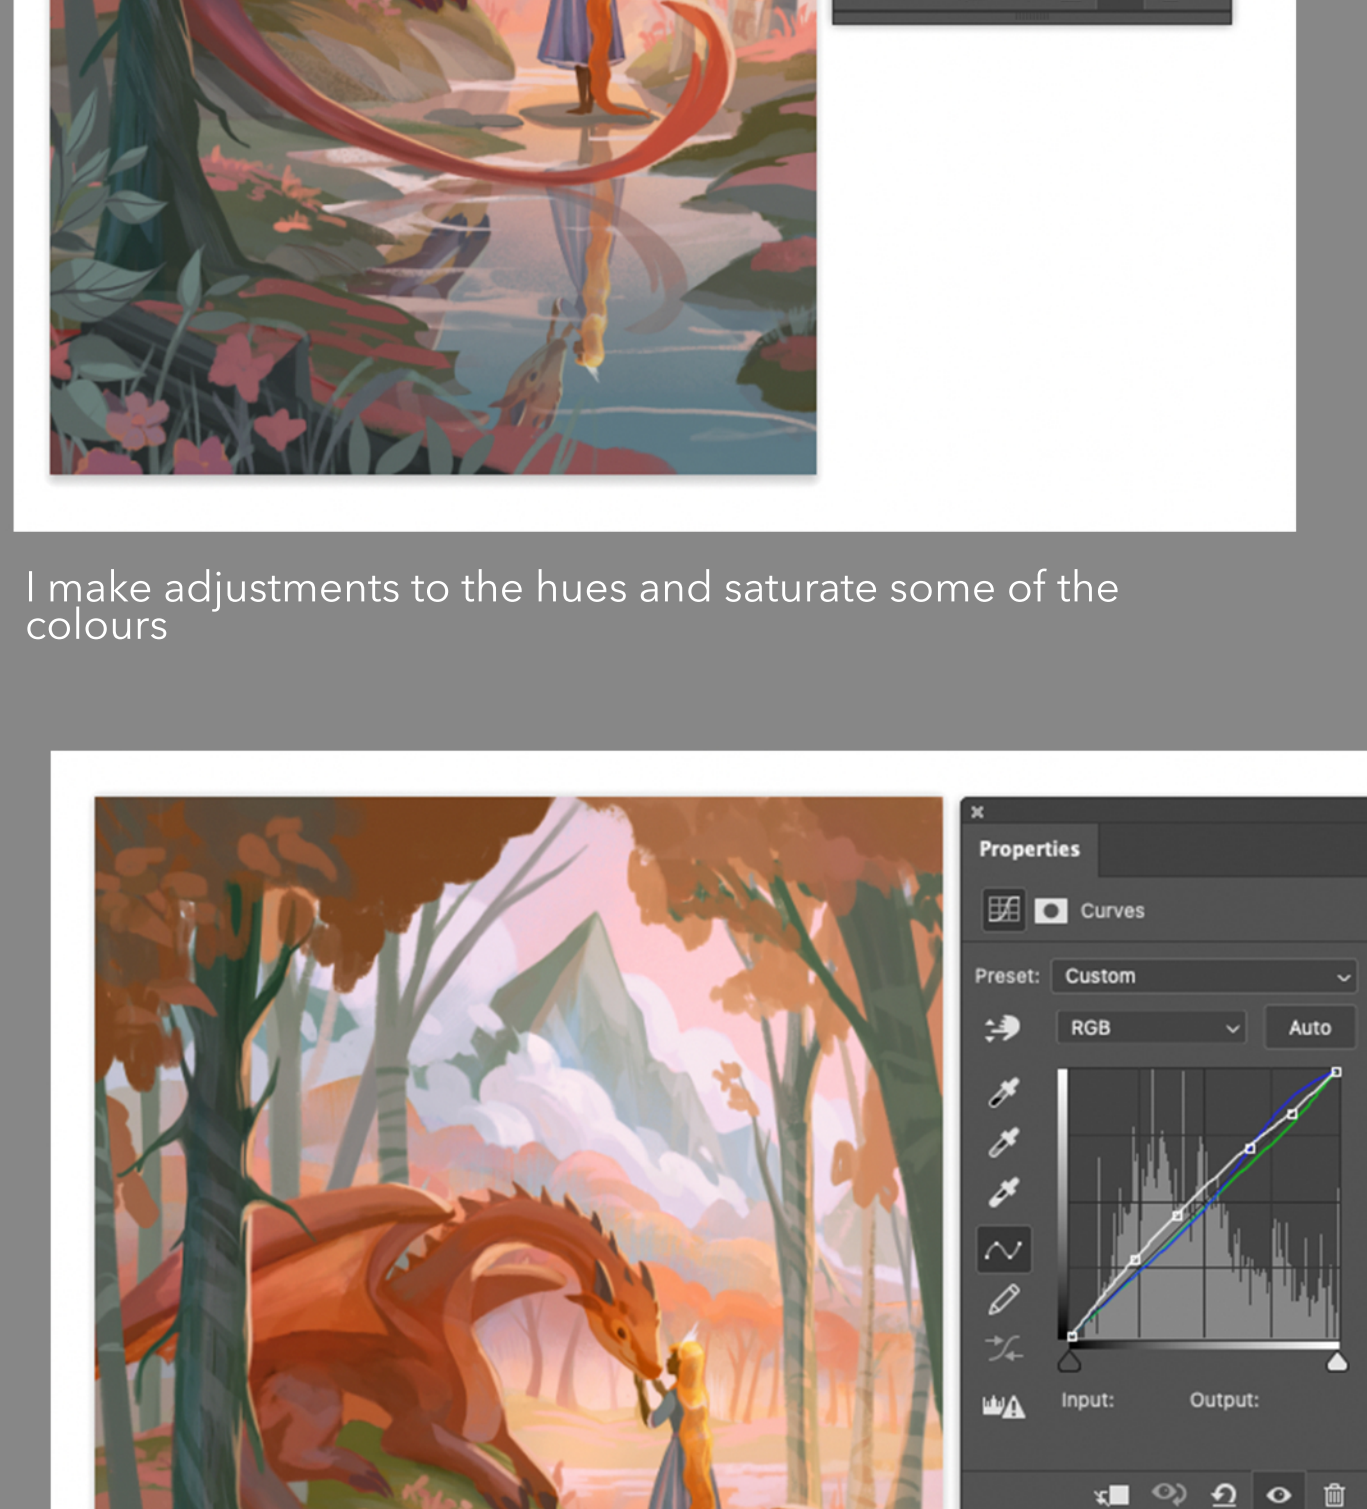 I make adjustments to the hues and saturate some of the
colours
Properties
Curves
Preset: Custom
RGB
Auto
Input:
Output: